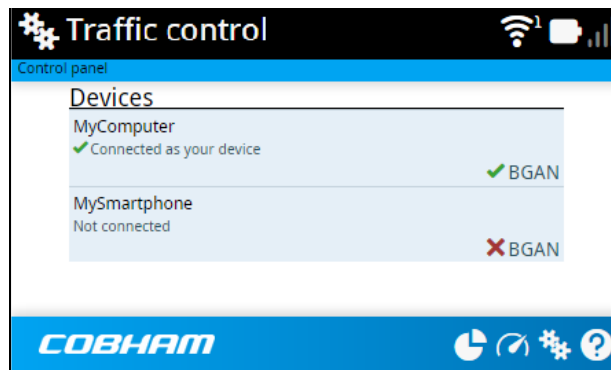 Traffic control
1
Control panel
Devices
MyComputer
Connected as your device
BGAN
MySmartphone
Not connected
BGAN
COBHAM
?